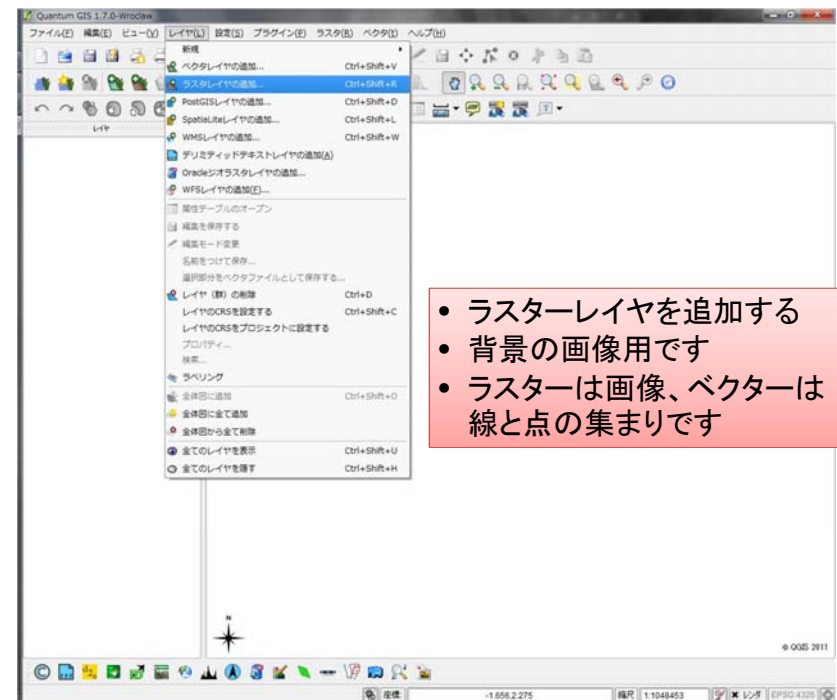 Quantum GIS 1.7.0-Wroclaw
ファイル(F) 編集(E) ビュー(V) レイヤ(L) 設定(S) プラグイン(P) ラスタ(R) ベクタ(t) ヘルプ(H)
新規
ベクタレイヤの追加... Ctrl+Shift+V
ラスタレイヤの追加... Ctrl+Shift+R
PostGISレイヤの追加... Ctrl+Shift+D
SpatiaLiteレイヤの追加... Ctrl+Shift+L
WMSレイヤの追加... Ctrl+Shift+W
デリミティッドテキストレイヤの追加(A)
Oracleジオラスタレイヤの追加...
WFSレイヤの追加(F)...
属性テーブルのオープン
編集を保存する
編集モード変更
名前をつけて保存...
選択部分をベクタファイルとして保存する...
レイヤ（群）の削除 Ctrl+D
レイヤのCRSを設定する Ctrl+Shift+C
レイヤのCRSをプロジェクトに設定する
プロパティ...
検索...
ラベリング
全体図に追加 Ctrl+Shift+O
全体図に全て追加
全体図から全て削除
全てのレイヤを表示 Ctrl+Shift+U
全てのレイヤを隠す Ctrl+Shift+H
レイヤ
• ラスターレイヤを追加する
• 背景の画像用です
• ラスターは画像、ベクターは
線と点の集まりです
N
© QGIS 2011
座標: -1.656,2.275 縮尺 1:1048453 レンダ EPSG:4326